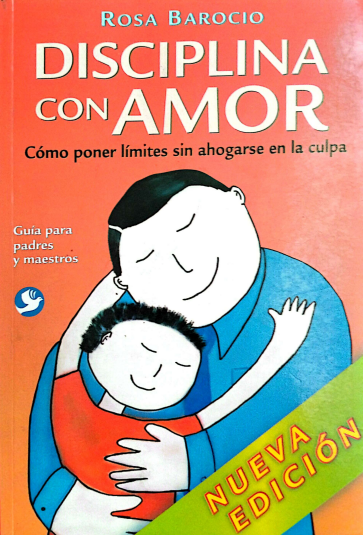 ROSA BAROCIO
DISCIPLINA
CON AMOR
Cómo poner límites sin ahogarse en la culpa
Guía para
padres
y maestros
NUEVA
EDICIÓN